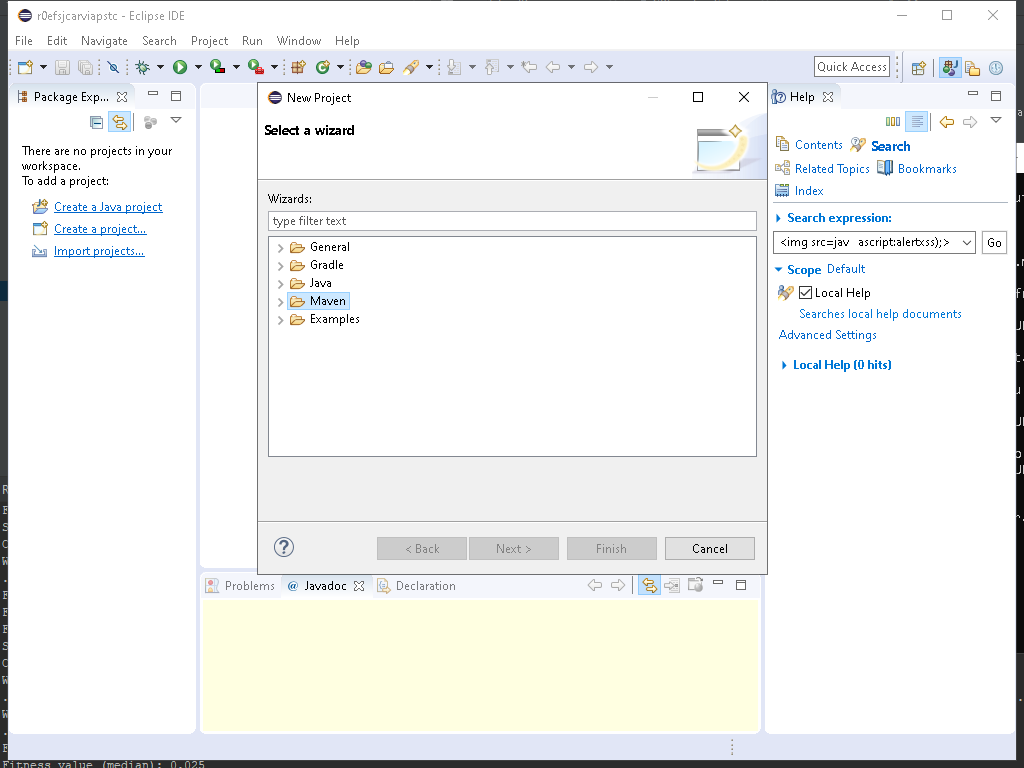 r0efsjcarviapstc - Eclipse IDE
File Edit Navigate Search Project Run Window Help
Quick Access
Package Exp...
There are no projects in your
workspace.
To add a project:
Create a Java project
Create a project...
Import projects...
New Project
Select a wizard
Wizards:
type filter text
General
Gradle
Java
Maven
Examples
< Back Next > Finish Cancel
Help
Contents Search
Related Topics Bookmarks
Index
Search expression:
<img src=jav ascript:alertxss);> Go
Scope Default
Local Help
Searches local help documents
Advanced Settings
Local Help (0 hits)
Problems @ Javadoc Declaration
Fitness value (median): 0.025